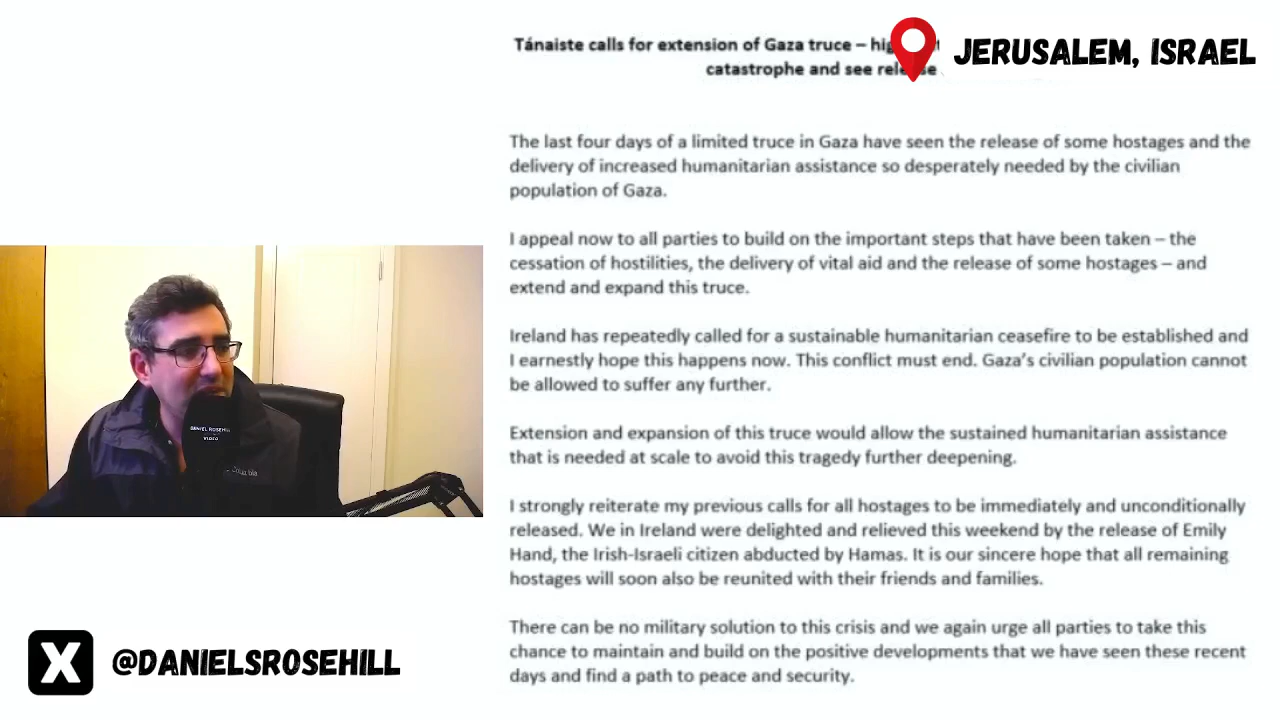 Tánaiste calls for extension of Gaza truce –
catastrophe and see
JERUSALEM, ISRAEL
The last four days of a limited truce in Gaza have seen the release of some hostages and the
delivery of increased humanitarian assistance so desperately needed by the civilian
population of Gaza.
I appeal now to all parties to build on the important steps that have been taken – the
cessation of hostilities, the delivery of vital aid and the release of some hostages – and
extend and expand this truce.
Ireland has repeatedly called for a sustainable humanitarian ceasefire to be established and
I earnestly hope this happens now. This conflict must end. Gaza's civilian population cannot
be allowed to suffer any further.
Extension and expansion of this truce would allow the sustained humanitarian assistance
that is needed at scale to avoid this tragedy further deepening.
I strongly reiterate my previous calls for all hostages to be immediately and unconditionally
released. We in Ireland were delighted and relieved this weekend by the release of Emily
Hand, the Irish-Israeli citizen abducted by Hamas. It is our sincere hope that all remaining
hostages will soon also be reunited with their friends and families.
There can be no military solution to this crisis and we again urge all parties to take this
chance to maintain and build on the positive developments that we have seen these recent
days and find a path to peace and security.
DANIEL ROSEHILL
VIDEO
Columbia
X
@DANIELSROSEHILL